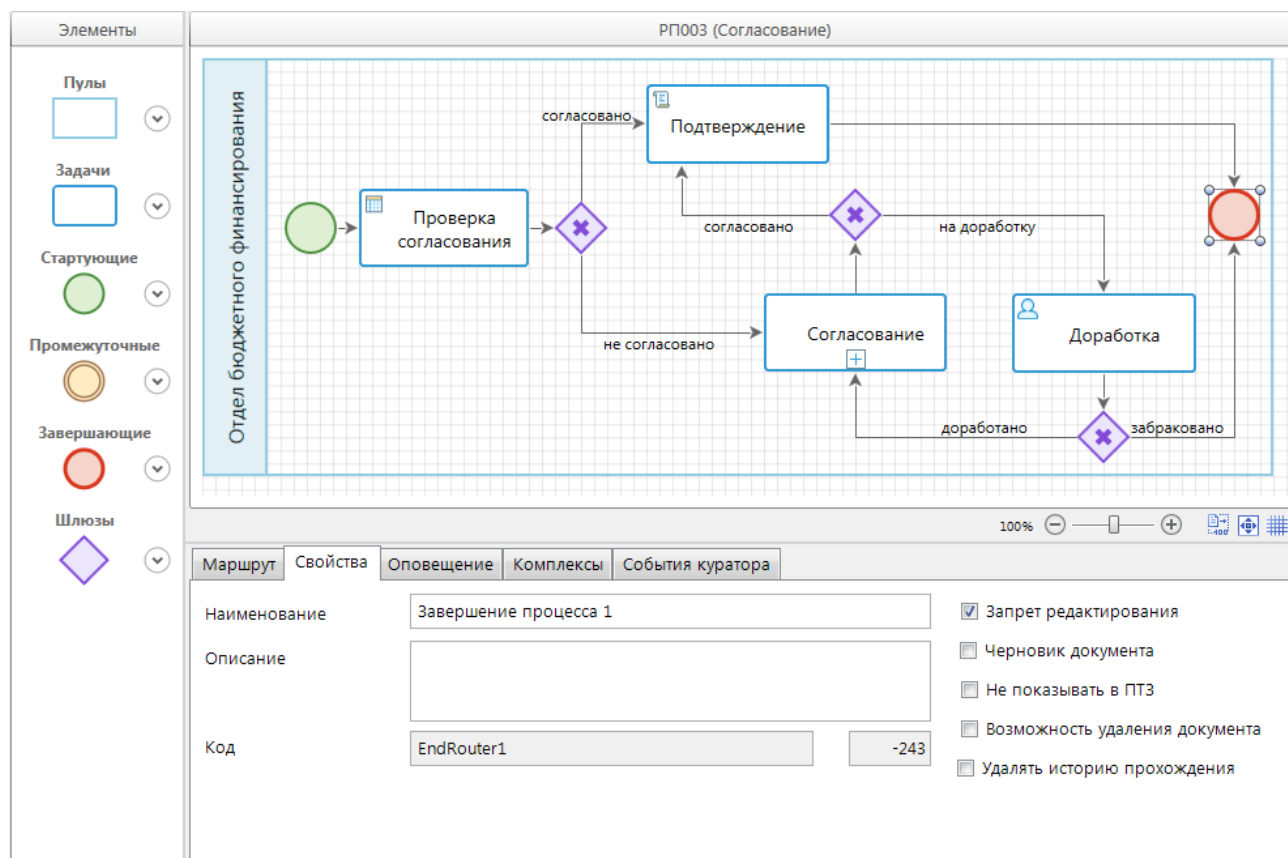 Элементы
РП003 (Согласование)
Пулы
Задачи
Стартующие
Промежуточные
Завершающие
Шлюзы
Отдел бюджетного финансирования
согласовано
Подтверждение
Проверка
согласования
согласовано
на доработку
не согласовано
Согласование
Доработка
доработано
забраковано
100%
Маршрут
Свойства
Оповещение
Комплексы
События куратора
Наименование
Завершение процесса 1
Описание
Код
EndRouter1
-243
Запрет редактирования
Черновик документа
Не показывать в ПТЗ
Возможность удаления документа
Удалять историю прохождения